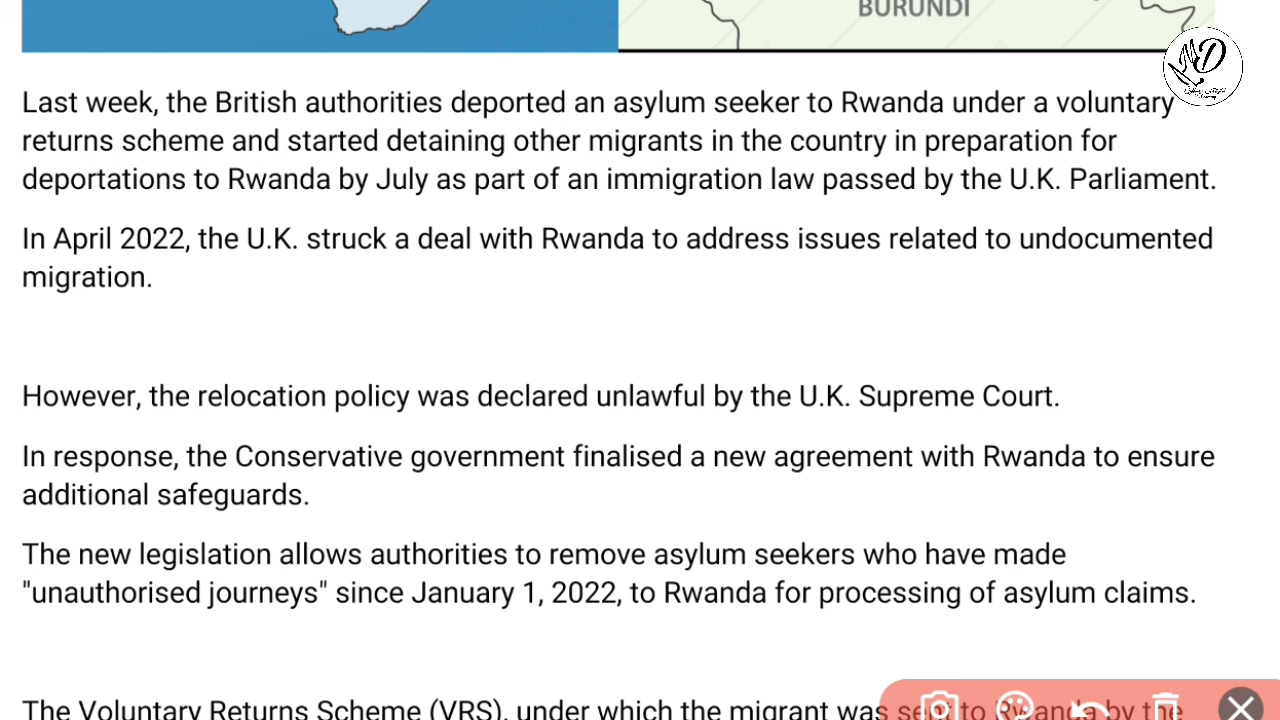 BURUNDI
Last week, the British authorities deported an asylum seeker to Rwanda under a voluntary
returns scheme and started detaining other migrants in the country in preparation for
deportations to Rwanda by July as part of an immigration law passed by the U.K. Parliament.
In April 2022, the U.K. struck a deal with Rwanda to address issues related to undocumented
migration.
However, the relocation policy was declared unlawful by the U.K. Supreme Court.
In response, the Conservative government finalised a new agreement with Rwanda to ensure
additional safeguards.
The new legislation allows authorities to remove asylum seekers who have made
"unauthorised journeys" since January 1, 2022, to Rwanda for processing of asylum claims.
The Voluntary Returns Scheme (VRS), under which the migrant was sent to Rwanda by the